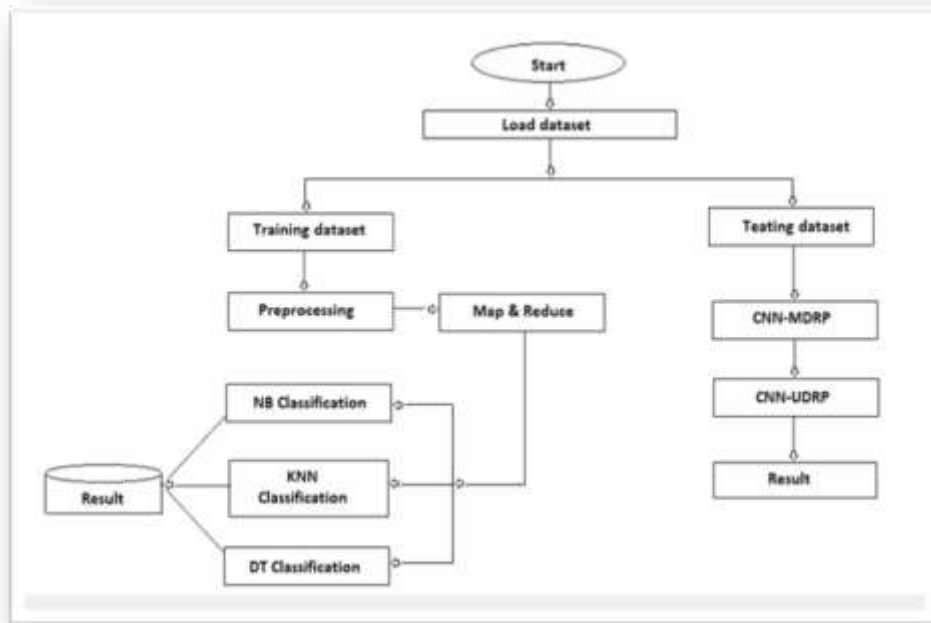 Start
Load dataset
Training dataset
Teating dataset
Preprocessing
Map & Reduce
CNN-MDRP
NB Classification
CNN-UDRP
KNN
Classification
Result
Result
DT Classification